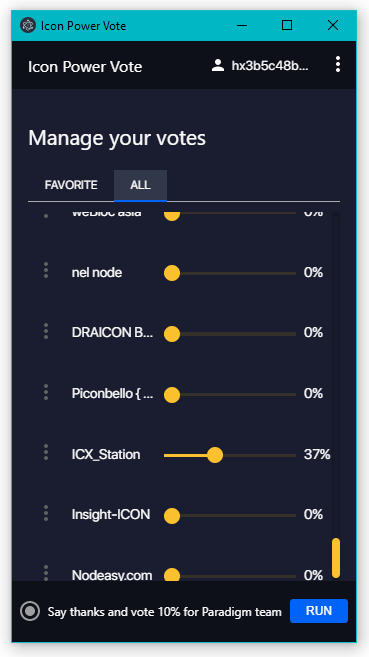 Icon Power Vote
Icon Power Vote hx3b5c48b...
Manage your votes
FAVORITE ALL
weBloc asia 0%
nel node 0%
DRAICON B... 0%
Piconbello { ... 0%
ICX_Station 37%
Insight-ICON 0%
Nodeasy.com 0%
Say thanks and vote 10% for Paradigm team RUN